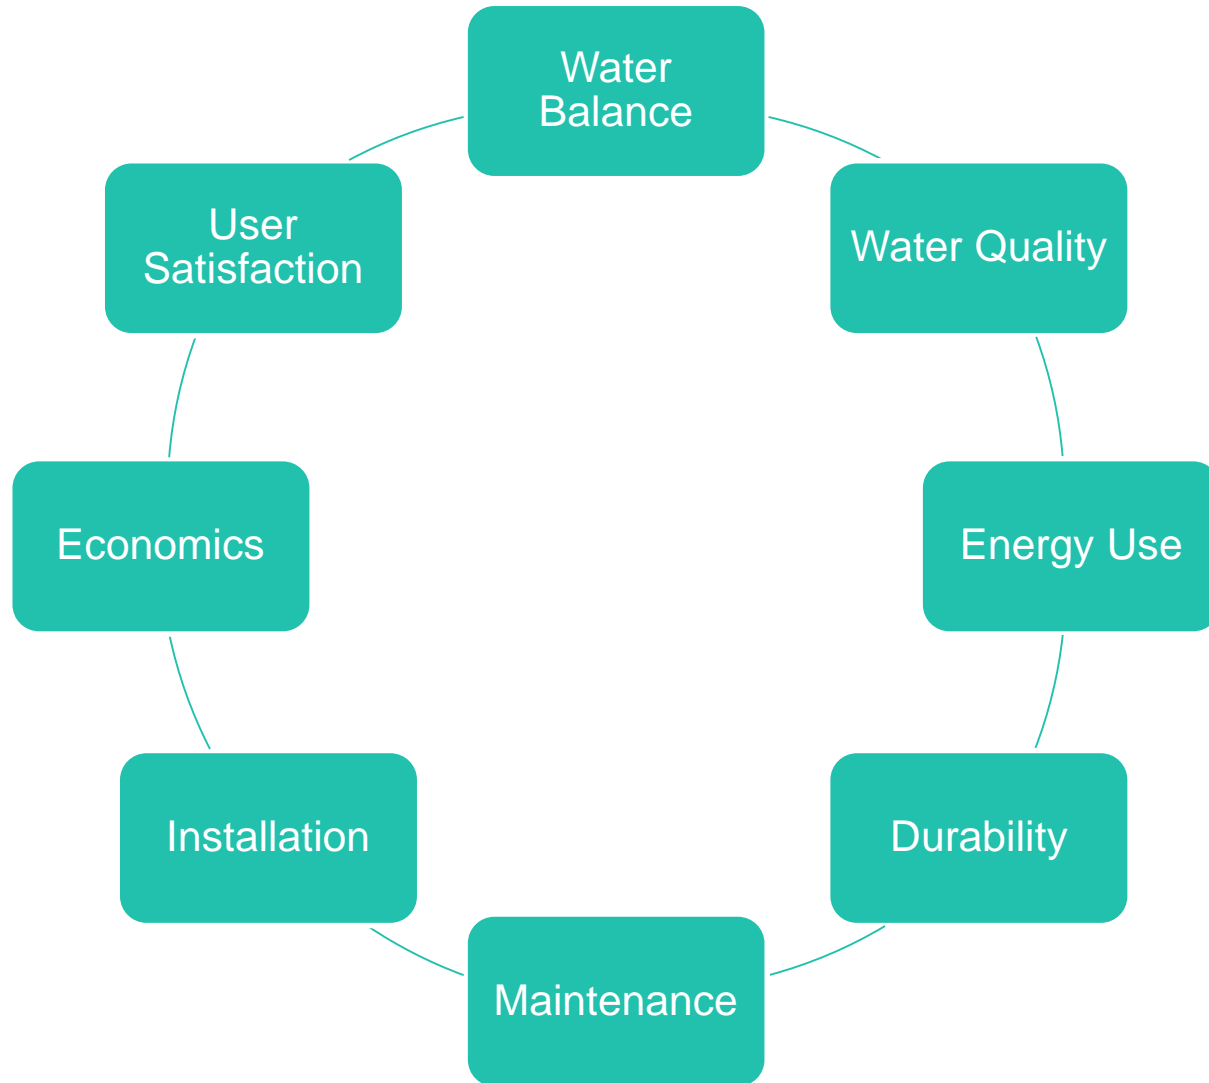 Water
Balance
Water Quality
Energy Use
Durability
Maintenance
Installation
Economics
User
Satisfaction